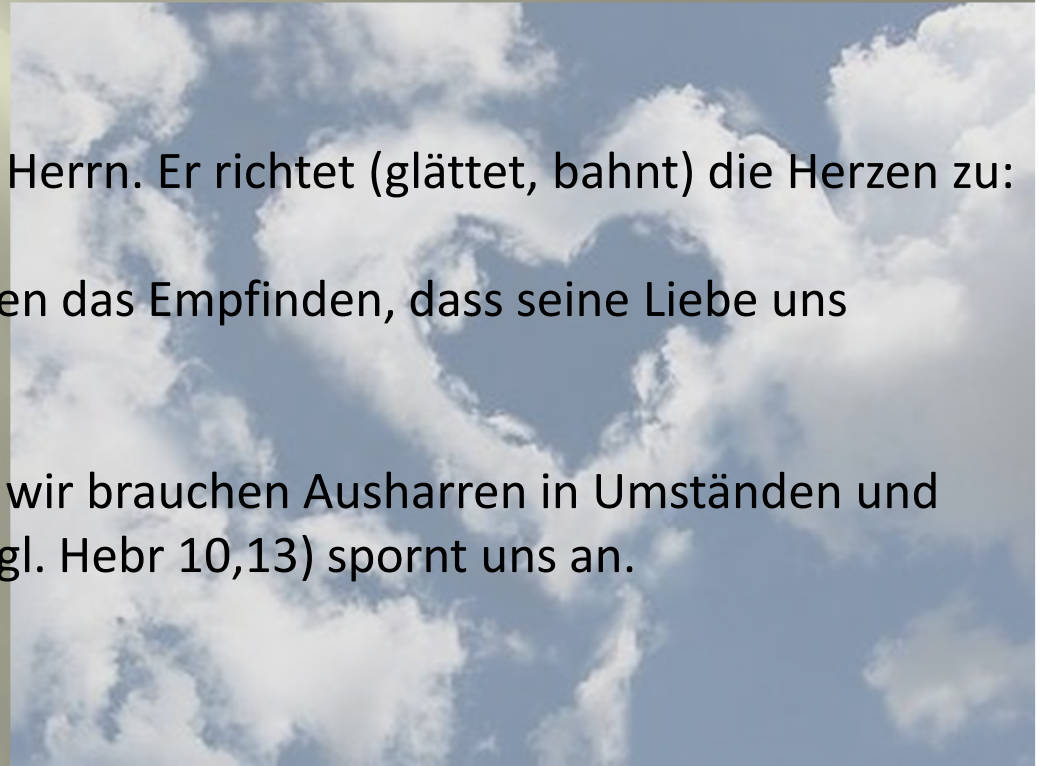 Herrn. Er richtet (glättet, bahnt) die Herzen zu:
en das Empfinden, dass seine Liebe uns
wir brauchen Ausharren in Umständen und
gl. Hebr 10,13) spornt uns an.